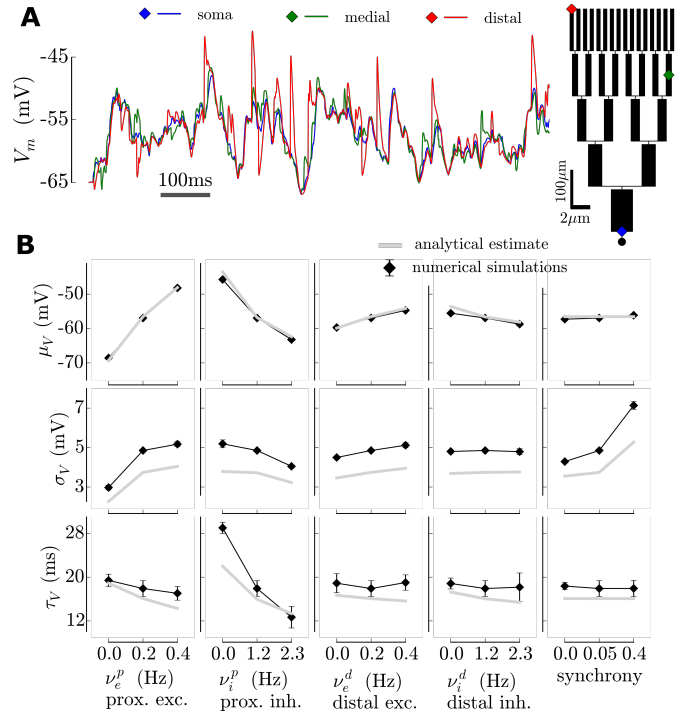 A
soma
medial
distal
-45
-55
-65
V_m (mV)
100ms
100μm
2μm
B
analytical estimate
numerical simulations
-50
-60
-70
μ_V (mV)
7
5
3
σ_V (mV)
28
20
12
τ_V (ms)
0.0 0.2 0.4
0.0 1.2 2.3
0.0 0.2 0.4
0.0 1.2 2.3
0.0 0.05 0.4
ν_e^p (Hz)
prox. exc.
ν_i^p (Hz)
prox. inh.
ν_e^d (Hz)
distal exc.
ν_i^d (Hz)
distal inh.
synchrony